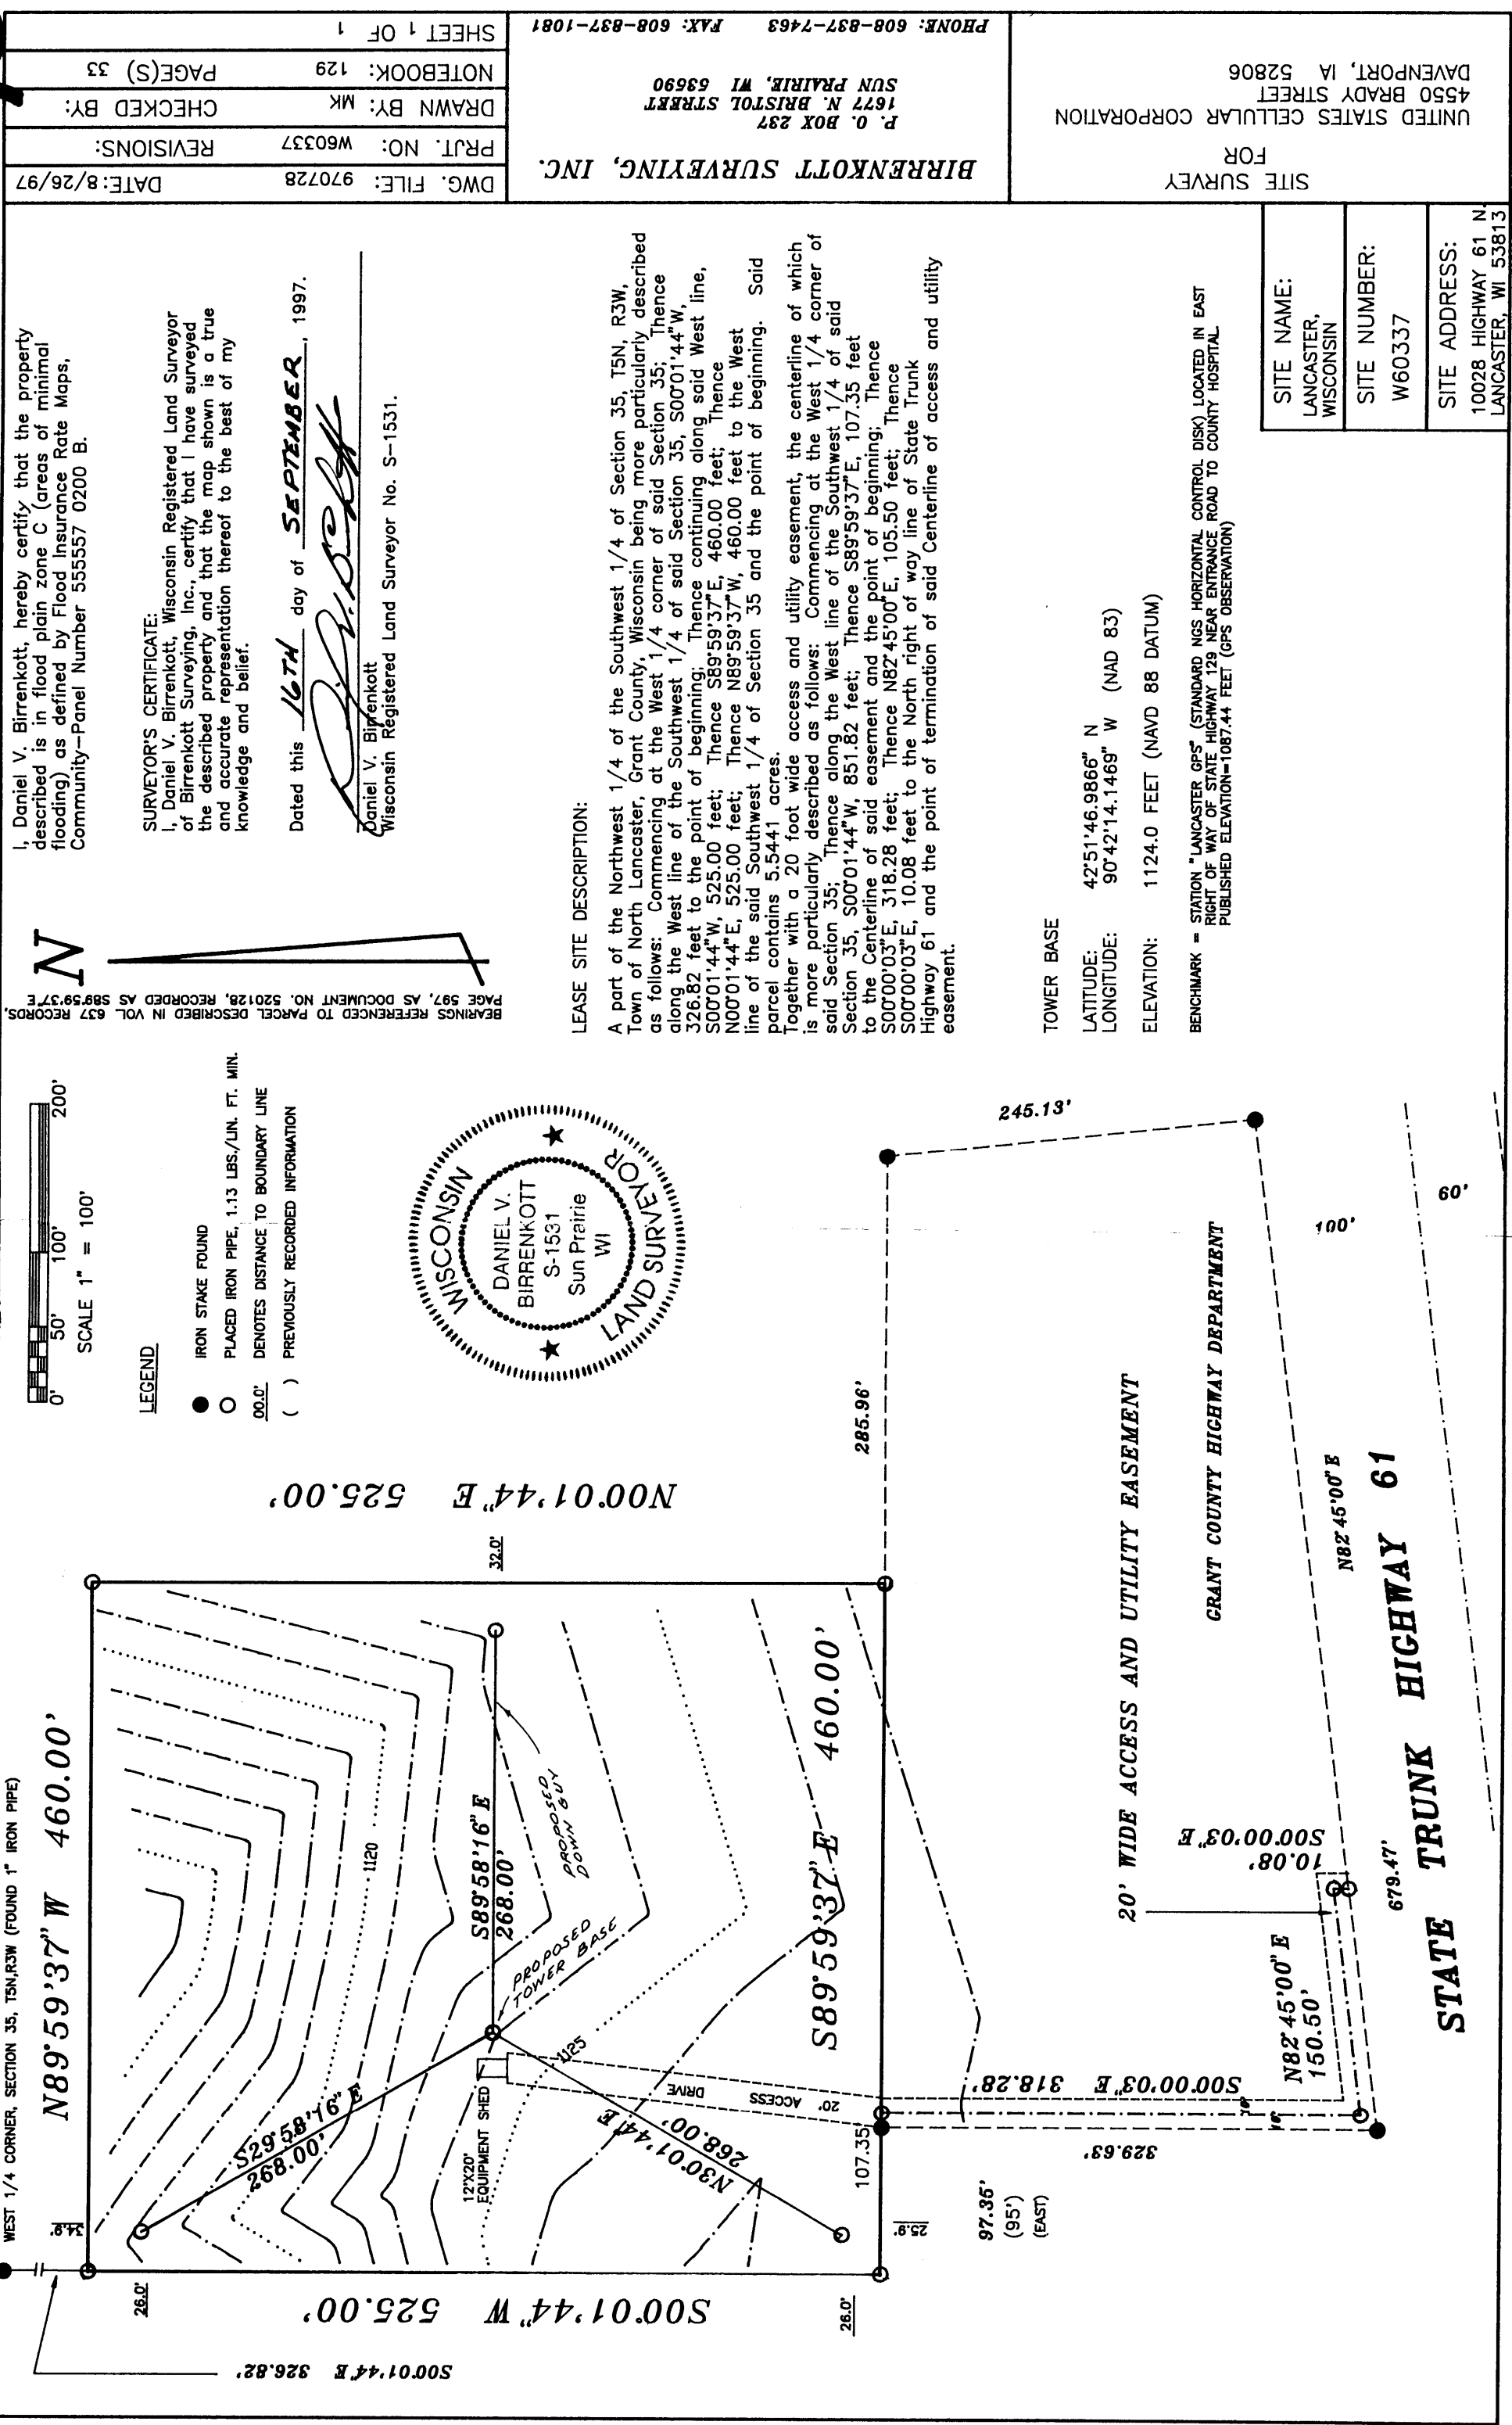 WEST 1/4 CORNER, SECTION 35, T5N,R3W (FOUND 1" IRON PIPE)
N89°59'37" W 460.00'
S00°01'44"E 326.82'
S00°01'44" W 525.00'
N00°01'44" E 525.00'
S89°59'37" E 460.00'
34.9'
26.0'
32.0'
26.0'
25.9'
S29°58'16" E
268.00'
S89°58'16" E
268.00'
N30°01'44" E
268.00'
1120
1125
PROPOSED
DOWN GUY
PROPOSED
TOWER BASE
12'X20'
EQUIPMENT SHED
20' ACCESS DRIVE
107.35'
97.35'
(95')
(EAST)
329.63'
S00°00'03" E 318.28'
10'
10'
N82°45'00" E
150.50'
S00°00'03" E
10.08'
20' WIDE ACCESS AND UTILITY EASEMENT
GRANT COUNTY HIGHWAY DEPARTMENT
285.96'
245.13'
N82°45'00" E
679.47'
100'
60'
STATE TRUNK HIGHWAY 61
0' 50' 100' 200'
SCALE 1" = 100'
LEGEND
IRON STAKE FOUND
PLACED IRON PIPE, 1.13 LBS./LIN. FT. MIN.
00.0' DENOTES DISTANCE TO BOUNDARY LINE
( ) PREVIOUSLY RECORDED INFORMATION
WISCONSIN
DANIEL V.
BIRRENKOTT
S-1531
Sun Prairie
WI
LAND SURVEYOR
N
BEARINGS REFERENCED TO PARCEL DESCRIBED IN VOL 637 RECORDS,
PAGE 597, AS DOCUMENT NO. 520128, RECORDED AS S89°59'37"E
I, Daniel V. Birrenkott, hereby certify that the property
described is in flood plain zone C (areas of minimal
flooding) as defined by Flood Insurance Rate Maps,
Community-Panel Number 555557 0200 B.
SURVEYOR'S CERTIFICATE:
I, Daniel V. Birrenkott, Wisconsin Registered Land Surveyor
of Birrenkott Surveying, Inc., certify that I have surveyed
the described property and that the map shown is a true
and accurate representation thereof to the best of my
knowledge and belief.
Dated this 16TH day of SEPTEMBER, 1997.
Daniel V. Birrenkott
Wisconsin Registered Land Surveyor No. S-1531.
LEASE SITE DESCRIPTION:
A part of the Northwest 1/4 of the Southwest 1/4 of Section 35, T5N, R3W,
Town of North Lancaster, Grant County, Wisconsin being more particularly described
as follows: Commencing at the West 1/4 corner of said Section 35; Thence
along the West line of the Southwest 1/4 of said Section 35, S00°01'44"W,
326.82 feet to the point of beginning; Thence continuing along said West line,
S00°01'44"W, 525.00 feet; Thence S89°59'37"E, 460.00 feet; Thence
N00°01'44"E, 525.00 feet; Thence N89°59'37"W, 460.00 feet to the West
line of the said Southwest 1/4 of Section 35 and the point of beginning. Said
parcel contains 5.5441 acres.
Together with a 20 foot wide access and utility easement, the centerline of which
is more particularly described as follows: Commencing at the West 1/4 corner of
said Section 35; Thence along the West line of the Southwest 1/4 of said
Section 35, S00°01'44"W, 851.82 feet; Thence S89°59'37"E, 107.35 feet
to the Centerline of said easement and the point of beginning; Thence
S00°00'03"E, 318.28 feet; Thence N82°45'00"E, 105.50 feet; Thence
S00°00'03"E, 10.08 feet to the North right of way line of State Trunk
Highway 61 and the point of termination of said Centerline of access and utility
easement.
TOWER BASE
LATITUDE: 42°51'46.9866" N
LONGITUDE: 90°42'14.1469" W (NAD 83)
ELEVATION: 1124.0 FEET (NAVD 88 DATUM)
BENCHMARK = STATION "LANCASTER GPS" (STANDARD NGS HORIZONTAL CONTROL DISK) LOCATED IN EAST
RIGHT OF WAY OF STATE HIGHWAY 129 NEAR ENTRANCE ROAD TO COUNTY HOSPITAL.
PUBLISHED ELEVATION=1087.44 FEET (GPS OBSERVATION)
SITE NAME:
LANCASTER,
WISCONSIN
SITE NUMBER:
W60337
SITE ADDRESS:
10028 HIGHWAY 61 N.
LANCASTER, WI 53813
SITE SURVEY
FOR
UNITED STATES CELLULAR CORPORATION
4550 BRADY STREET
DAVENPORT, IA 52806
BIRRENKOTT SURVEYING, INC.
P. O. BOX 237
1677 N. BRISTOL STREET
SUN PRAIRIE, WI 53590
PHONE: 608-837-7463 FAX: 608-837-1081
DWG. FILE: 970728 DATE: 8/26/97
PRJT. NO: W60337 REVISIONS:
DRAWN BY: MK CHECKED BY:
NOTEBOOK: 129 PAGE(S) 33
SHEET 1 OF 1